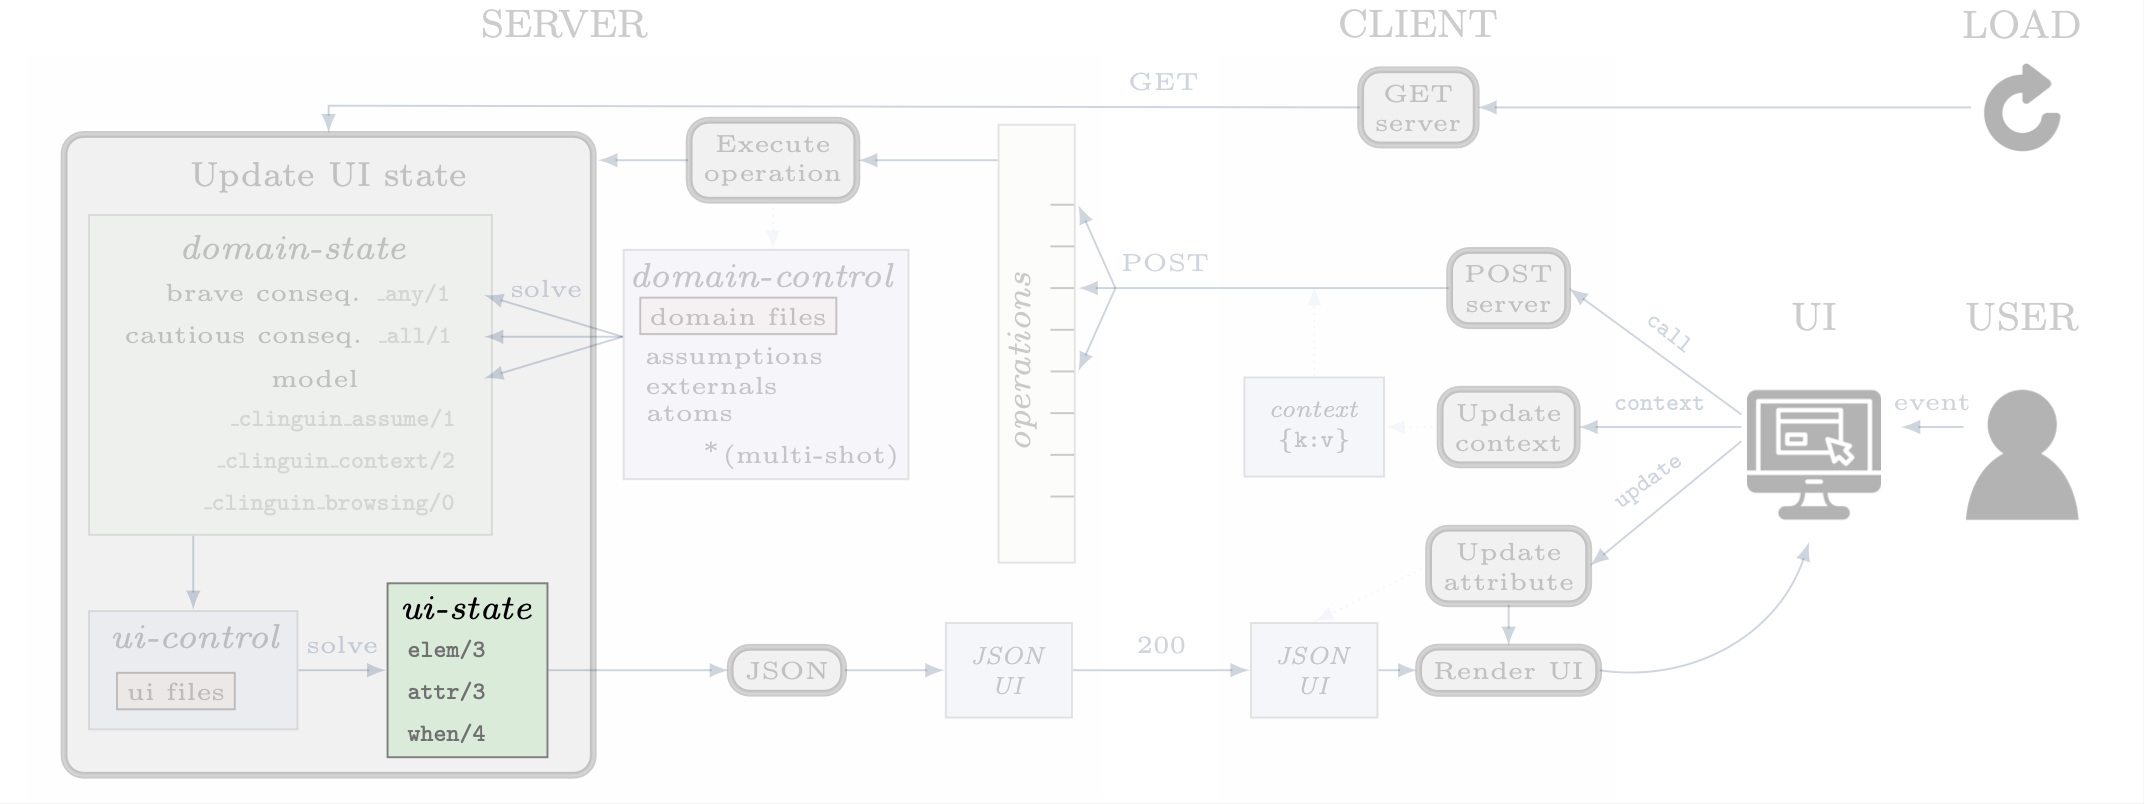 SERVER
CLIENT
LOAD
GET
GET
server
Execute
operation
Update UI state
domain-state
brave conseq. _any/1
cautious conseq. _all/1
model
_clinguin_assume/1
_clinguin_context/2
_clinguin_browsing/0
solve
domain-control
domain files
assumptions
externals
atoms
*(multi-shot)
operations
POST
POST
server
call
UI
USER
context
{k:v}
Update
context
context
event
update
Update
attribute
ui-control
ui files
solve
ui-state
elem/3
attr/3
when/4
JSON
JSON
UI
200
JSON
UI
Render UI